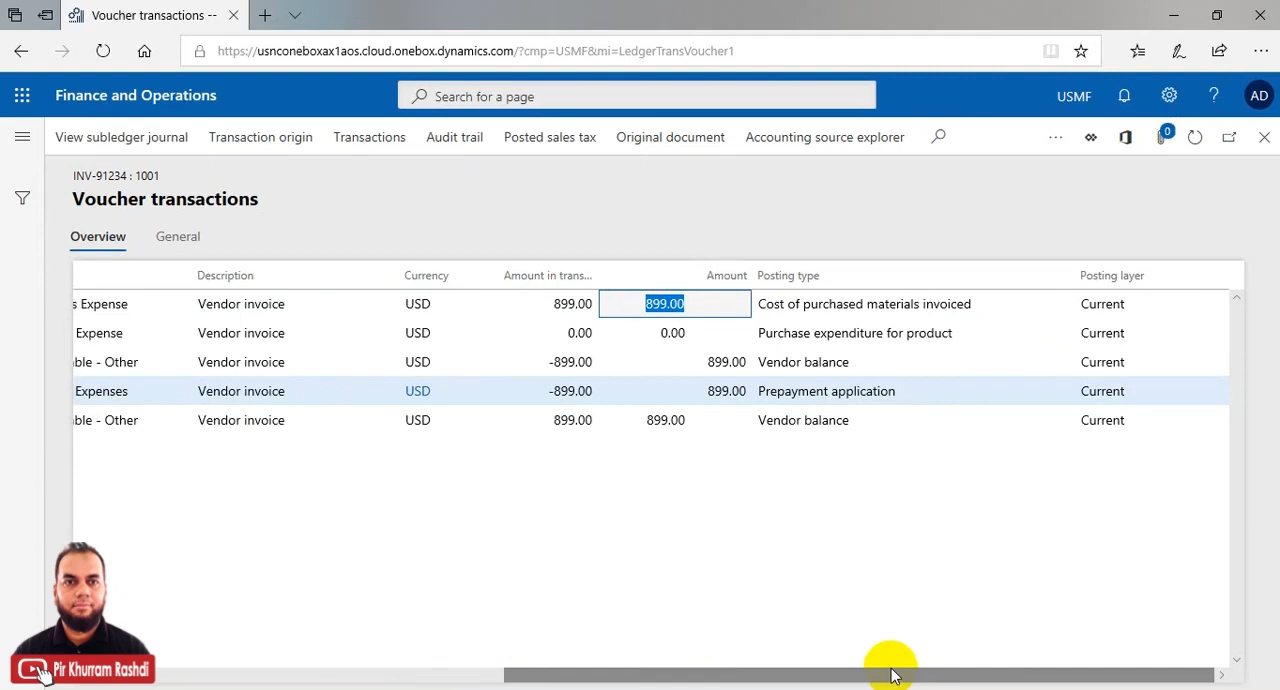 Voucher transactions --
https://usnconeboxax1aos.cloud.onebox.dynamics.com/?cmp=USMF&mi=LedgerTransVoucher1
Finance and Operations
Search for a page
USMF
?
AD
View subledger journal
Transaction origin
Transactions
Audit trail
Posted sales tax
Original document
Accounting source explorer
0
INV-91234 : 1001
Voucher transactions
Overview
General
Description Currency Amount in trans... Amount Posting type Posting layer
s Expense Vendor invoice USD 899.00 899.00 Cost of purchased materials invoiced Current
Expense Vendor invoice USD 0.00 0.00 Purchase expenditure for product Current
ble - Other Vendor invoice USD -899.00 899.00 Vendor balance Current
Expenses Vendor invoice USD -899.00 899.00 Prepayment application Current
ble - Other Vendor invoice USD 899.00 899.00 Vendor balance Current
Pir Khurram Rashdi